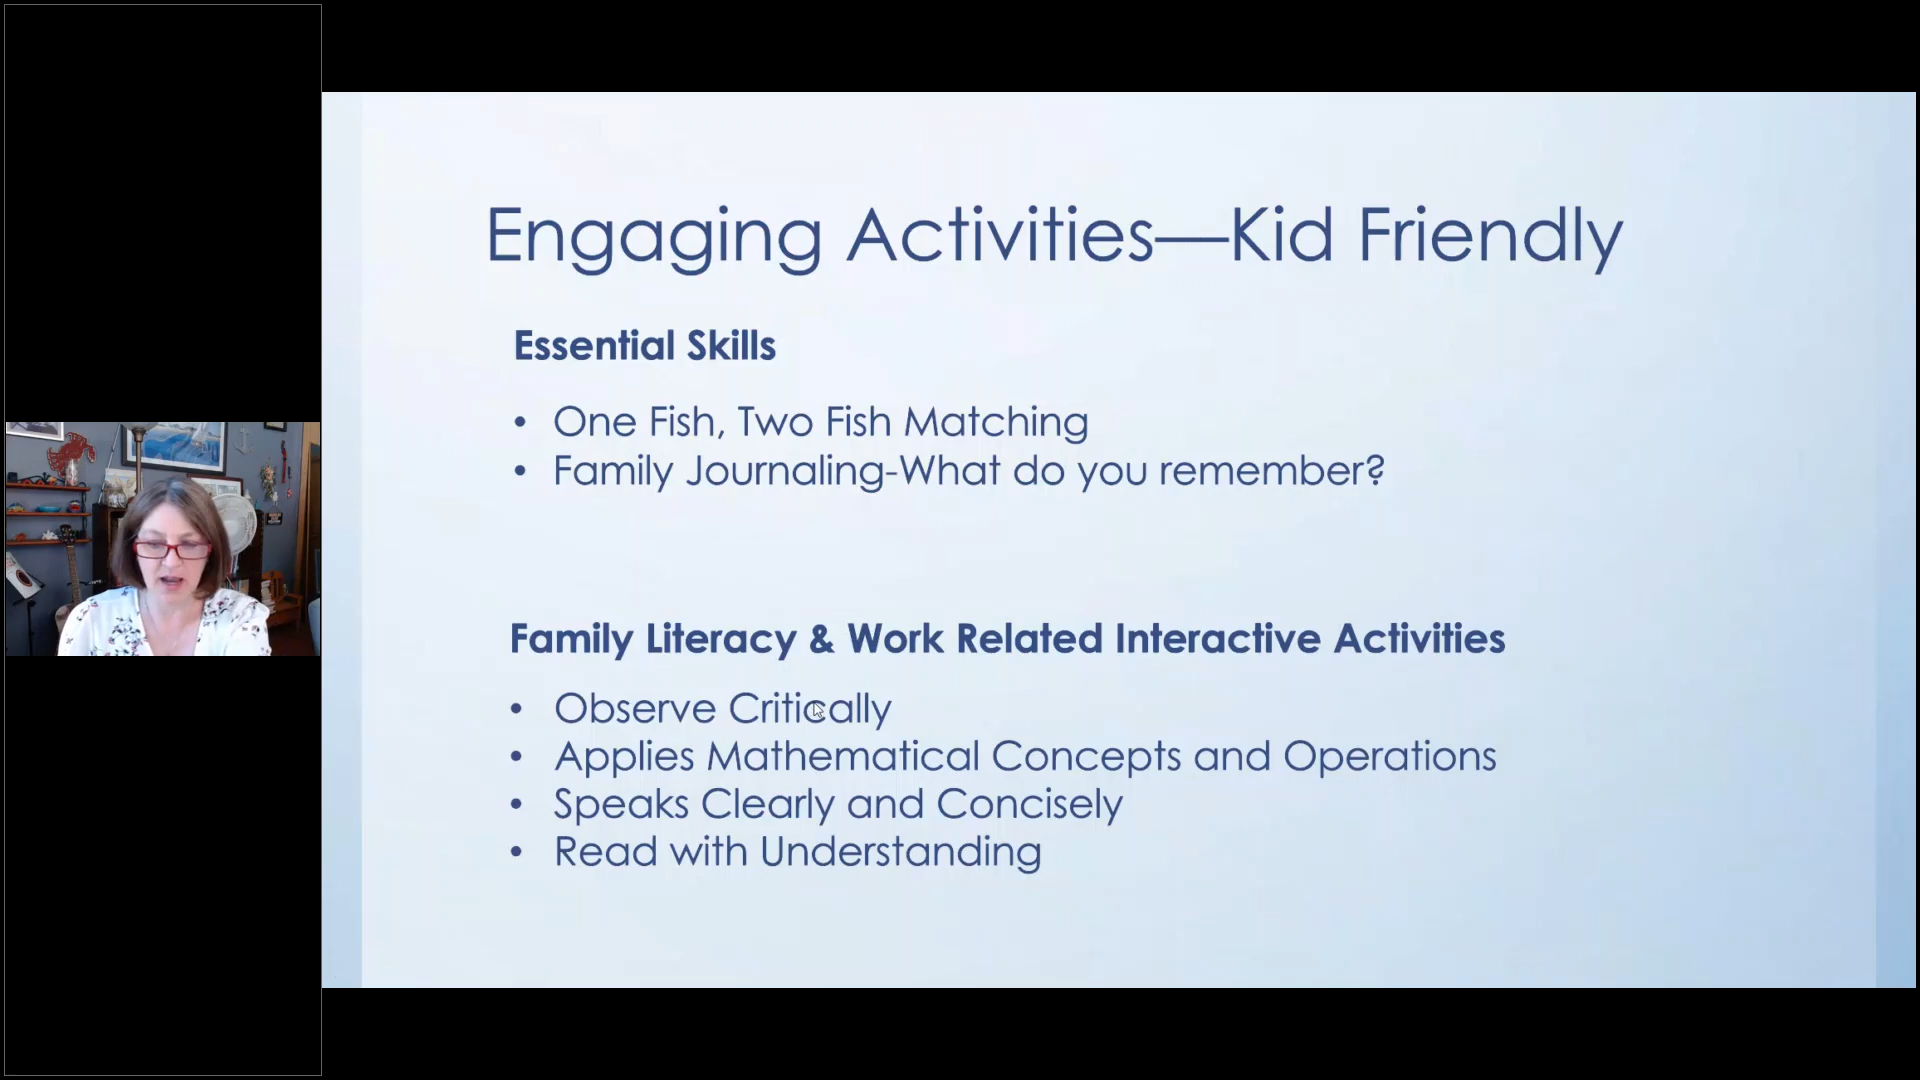 Engaging Activities—Kid Friendly
Essential Skills
• One Fish, Two Fish Matching
• Family Journaling-What do you remember?
Family Literacy & Work Related Interactive Activities
• Observe Critically
• Applies Mathematical Concepts and Operations
• Speaks Clearly and Concisely
• Read with Understanding